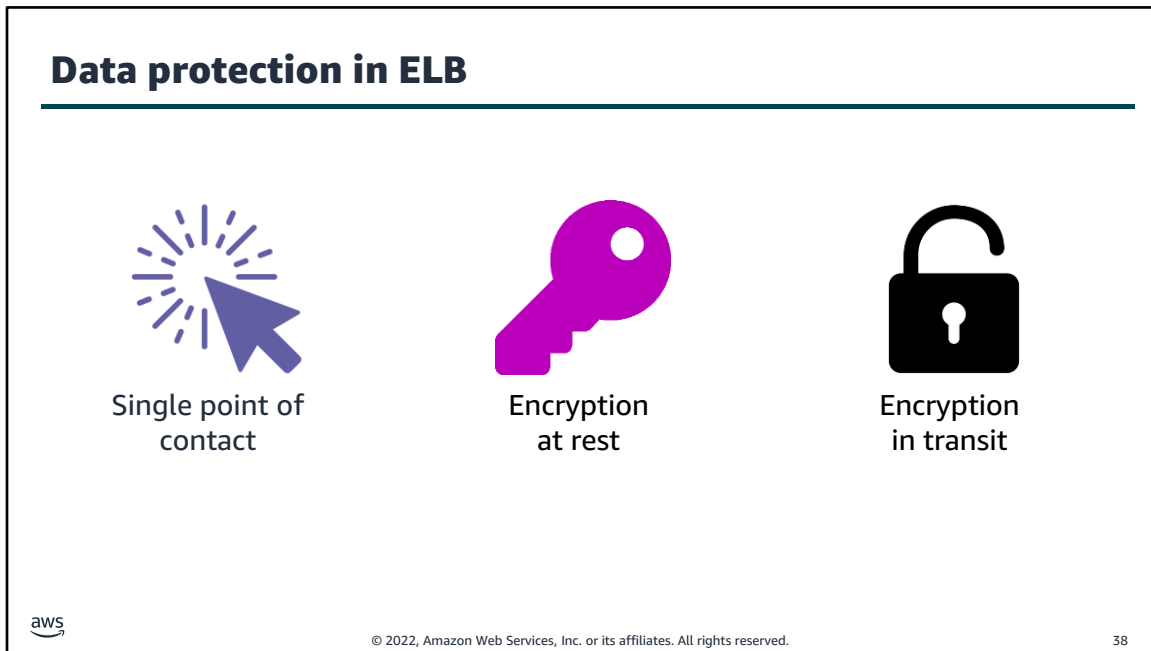 Data protection in ELB
Single point of
contact
Encryption
at rest
Encryption
in transit
aws
© 2022, Amazon Web Services, Inc. or its affiliates. All rights reserved.
38